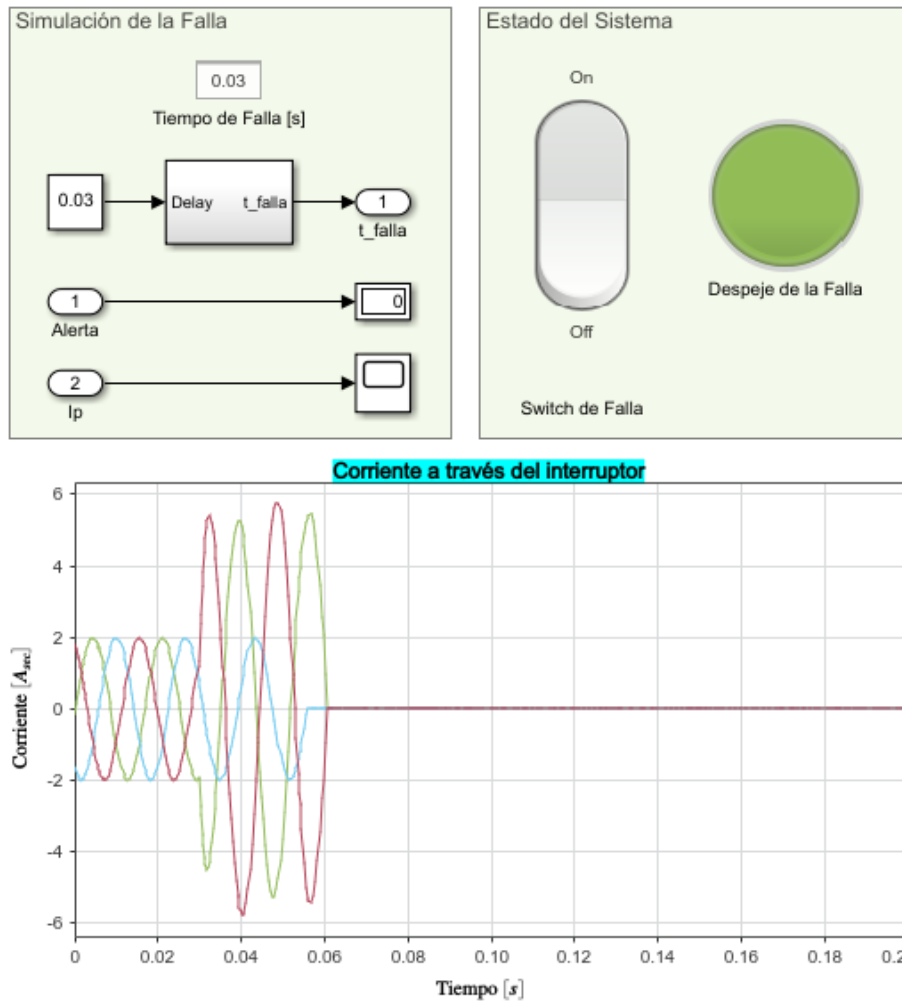 Simulación de la Falla
0.03
Tiempo de Falla [s]
0.03
Delay
t_falla
1
t_falla
1
Alerta
0
2
Ip
Estado del Sistema
On
Off
Switch de Falla
Despeje de la Falla
Corriente a través del interruptor
Corriente [A_sec]
6
4
2
0
-2
-4
-6
0
0.02
0.04
0.06
0.08
0.10
0.12
0.14
0.16
0.18
0.2
Tiempo [s]